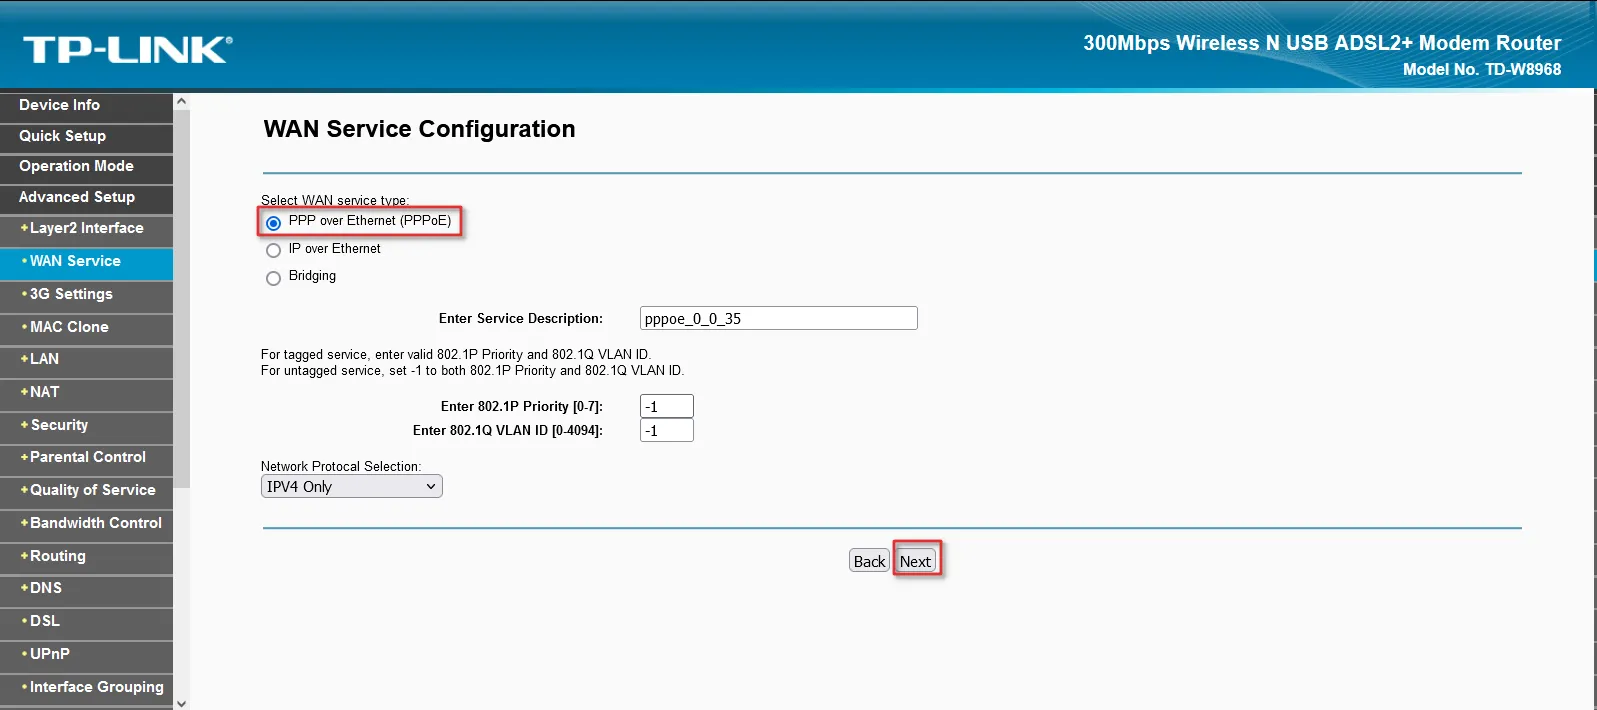 TP-LINK®
300Mbps Wireless N USB ADSL2+ Modem Router
Model No. TD-W8968
Device Info
Quick Setup
Operation Mode
Advanced Setup
+Layer2 Interface
•WAN Service
•3G Settings
•MAC Clone
+LAN
+NAT
+Security
+Parental Control
+Quality of Service
+Bandwidth Control
+Routing
+DNS
•DSL
•UPnP
•Interface Grouping
WAN Service Configuration
Select WAN service type:
PPP over Ethernet (PPPoE)
IP over Ethernet
Bridging
Enter Service Description: pppoe_0_0_35
For tagged service, enter valid 802.1P Priority and 802.1Q VLAN ID.
For untagged service, set -1 to both 802.1P Priority and 802.1Q VLAN ID.
Enter 802.1P Priority [0-7]: -1
Enter 802.1Q VLAN ID [0-4094]: -1
Network Protocal Selection:
IPV4 Only
Back Next